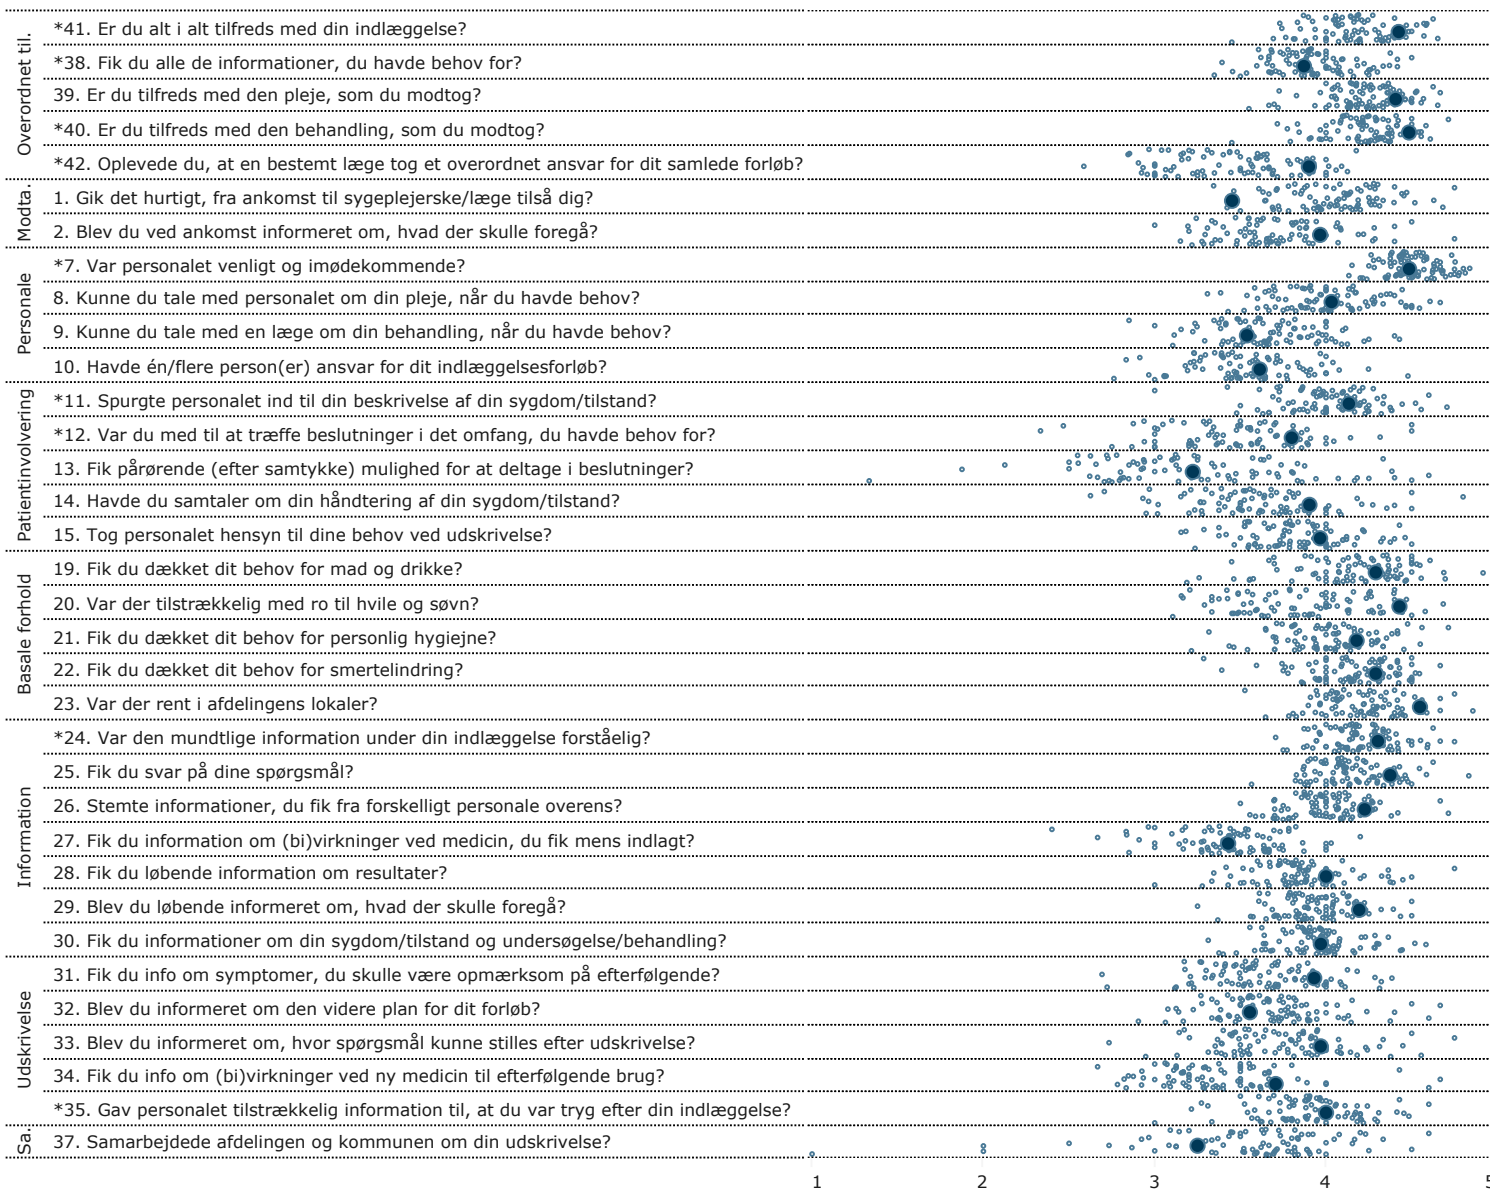 Overordnet til.
*41. Er du alt i alt tilfreds med din indlæggelse?
*38. Fik du alle de informationer, du havde behov for?
39. Er du tilfreds med den pleje, som du modtog?
*40. Er du tilfreds med den behandling, som du modtog?
*42. Oplevede du, at en bestemt læge tog et overordnet ansvar for dit samlede forløb?
Modta.
1. Gik det hurtigt, fra ankomst til sygeplejerske/læge tilså dig?
2. Blev du ved ankomst informeret om, hvad der skulle foregå?
Personale
*7. Var personalet venligt og imødekommende?
8. Kunne du tale med personalet om din pleje, når du havde behov?
9. Kunne du tale med en læge om din behandling, når du havde behov?
10. Havde én/flere person(er) ansvar for dit indlæggelsesforløb?
Patientinvolvering
*11. Spurgte personalet ind til din beskrivelse af din sygdom/tilstand?
*12. Var du med til at træffe beslutninger i det omfang, du havde behov for?
13. Fik pårørende (efter samtykke) mulighed for at deltage i beslutninger?
14. Havde du samtaler om din håndtering af din sygdom/tilstand?
15. Tog personalet hensyn til dine behov ved udskrivelse?
Basale forhold
19. Fik du dækket dit behov for mad og drikke?
20. Var der tilstrækkelig med ro til hvile og søvn?
21. Fik du dækket dit behov for personlig hygiejne?
22. Fik du dækket dit behov for smertelindring?
23. Var der rent i afdelingens lokaler?
Information
*24. Var den mundtlige information under din indlæggelse forståelig?
25. Fik du svar på dine spørgsmål?
26. Stemte informationer, du fik fra forskelligt personale overens?
27. Fik du information om (bi)virkninger ved medicin, du fik mens indlagt?
28. Fik du løbende information om resultater?
29. Blev du løbende informeret om, hvad der skulle foregå?
30. Fik du informationer om din sygdom/tilstand og undersøgelse/behandling?
Udskrivelse
31. Fik du info om symptomer, du skulle være opmærksom på efterfølgende?
32. Blev du informeret om den videre plan for dit forløb?
33. Blev du informeret om, hvor spørgsmål kunne stilles efter udskrivelse?
34. Fik du info om (bi)virkninger ved ny medicin til efterfølgende brug?
*35. Gav personalet tilstrækkelig information til, at du var tryg efter din indlæggelse?
Sa.
37. Samarbejdede afdelingen og kommunen om din udskrivelse?
1 2 3 4 5